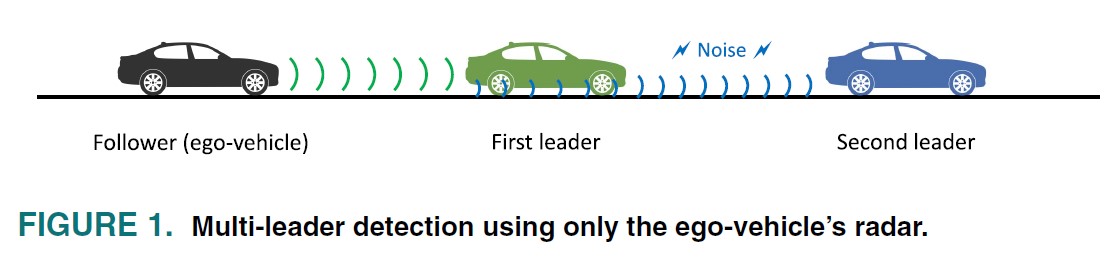 Noise
Follower (ego-vehicle) First leader Second leader
FIGURE 1. Multi-leader detection using only the ego-vehicle's radar.